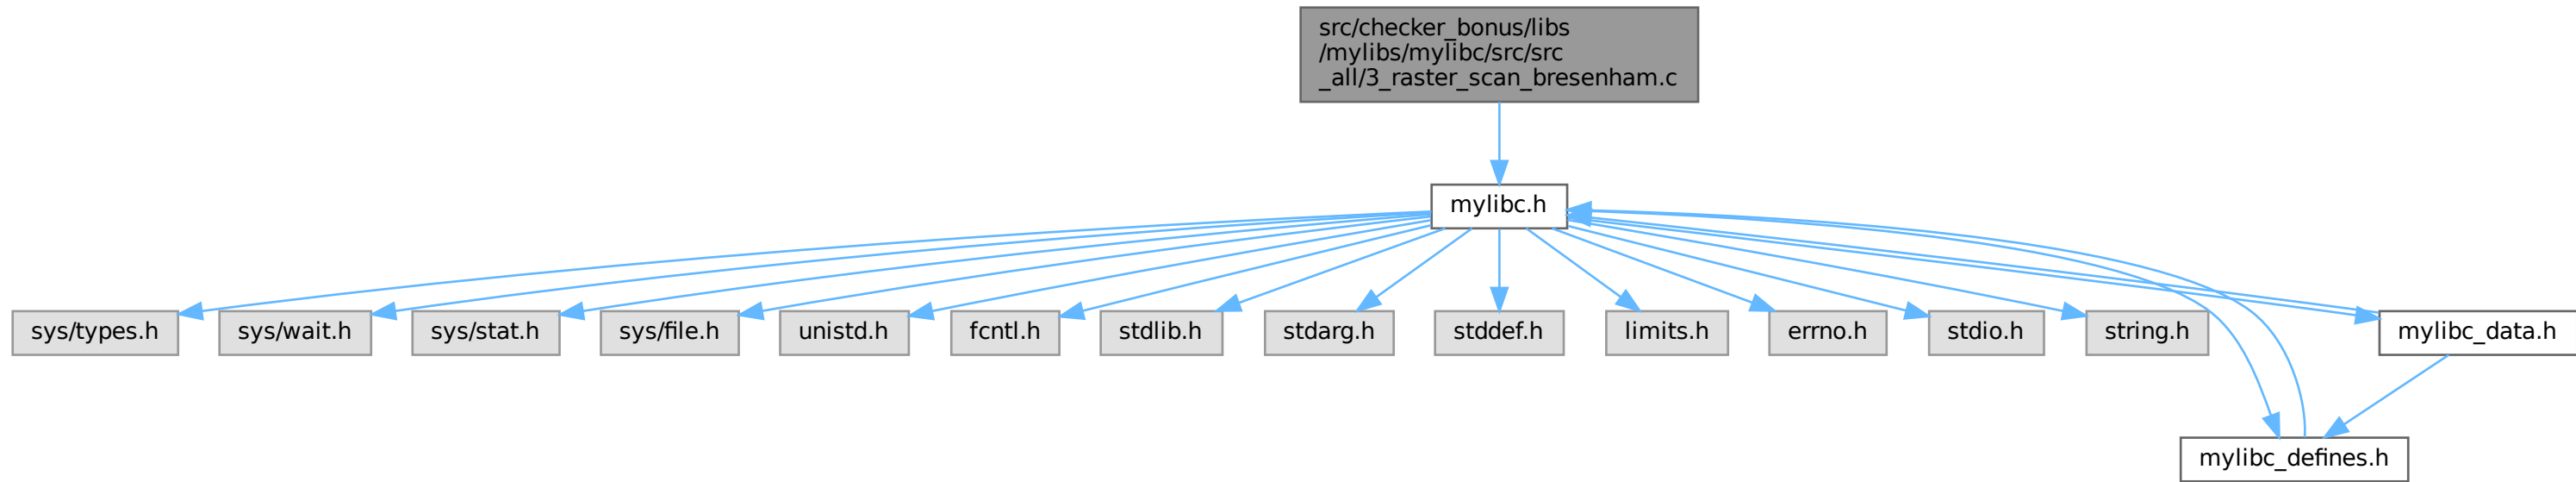 src/checker_bonus/libs
/mylibs/mylibc/src/src
_all/3_raster_scan_bresenham.c
mylibc.h
sys/types.h
sys/wait.h
sys/stat.h
sys/file.h
unistd.h
fcntl.h
stdlib.h
stdarg.h
stddef.h
limits.h
errno.h
stdio.h
string.h
mylibc_data.h
mylibc_defines.h